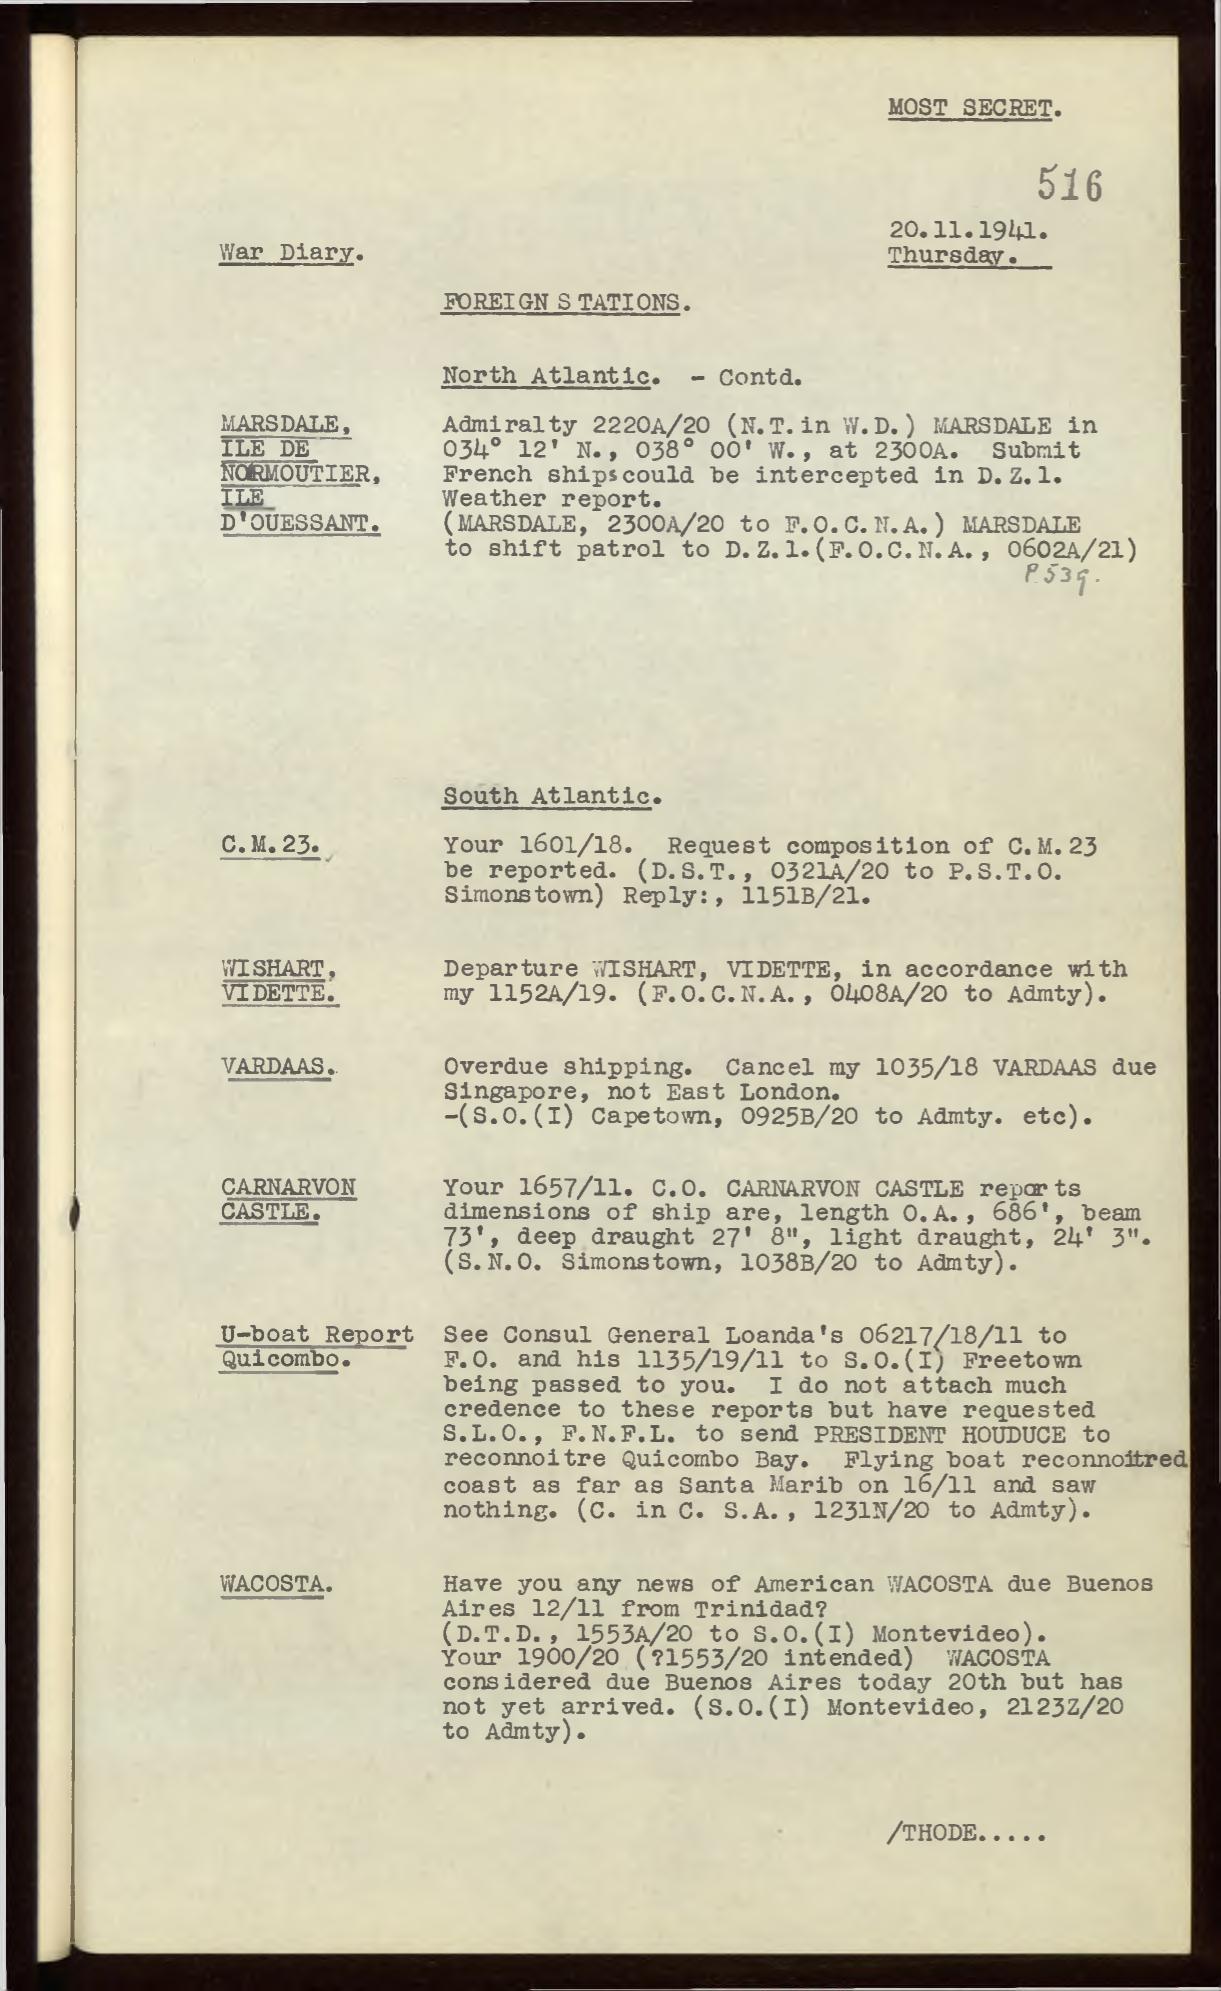 MOST SECRET.
516
20.11.1941.
Thursday.
War Diary.
FOREIGN STATIONS.
North Atlantic. - Contd.
MARSDALE,
ILE DE
NORMOUTIER,
ILE
D'OUESSANT.
Admiralty 2220A/20 (N.T.in W.D.) MARSDALE in
034° 12' N., 038° 00' W., at 2300A. Submit
French ships could be intercepted in D.Z.1.
Weather report.
(MARSDALE, 2300A/20 to F.O.C.N.A.) MARSDALE
to shift patrol to D.Z.1.(F.O.C.N.A., 0602A/21)
P.539.
South Atlantic.
C.M.23.
Your 1601/18. Request composition of C.M.23
be reported. (D.S.T., 0321A/20 to P.S.T.O.
Simonstown) Reply:, 1151B/21.
WISHART,
VIDETTE.
Departure WISHART, VIDETTE, in accordance with
my 1152A/19. (F.O.C.N.A., 0408A/20 to Admty).
VARDAAS.
Overdue shipping. Cancel my 1035/18 VARDAAS due
Singapore, not East London.
-(S.O.(I) Capetown, 0925B/20 to Admty. etc).
CARNARVON
CASTLE.
Your 1657/11. C.O. CARNARVON CASTLE reports
dimensions of ship are, length O.A., 686', beam
73', deep draught 27' 8", light draught, 24' 3".
(S.N.O. Simonstown, 1038B/20 to Admty).
U-boat Report
Quicombo.
See Consul General Loanda's 06217/18/11 to
F.O. and his 1135/19/11 to S.O.(I) Freetown
being passed to you. I do not attach much
credence to these reports but have requested
S.L.O., F.N.F.L. to send PRESIDENT HOUDUCE to
reconnoitre Quicombo Bay. Flying boat reconnoitred
coast as far as Santa Marib on 16/11 and saw
nothing. (C. in C. S.A., 1231N/20 to Admty).
WACOSTA.
Have you any news of American WACOSTA due Buenos
Aires 12/11 from Trinidad?
(D.T.D., 1553A/20 to S.O.(I) Montevideo).
Your 1900/20 (?1553/20 intended) WACOSTA
considered due Buenos Aires today 20th but has
not yet arrived. (S.O.(I) Montevideo, 2123Z/20
to Admty).
/THODE.....